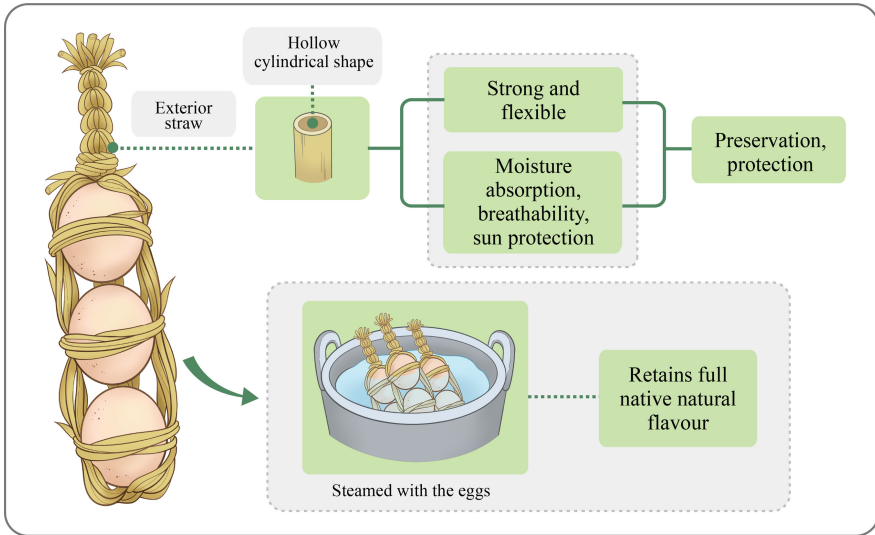 Hollow
cylindrical shape
Exterior
straw
Strong and
flexible
Moisture
absorption,
breathability,
sun protection
Preservation,
protection
Steamed with the eggs
Retains full
native natural
flavour